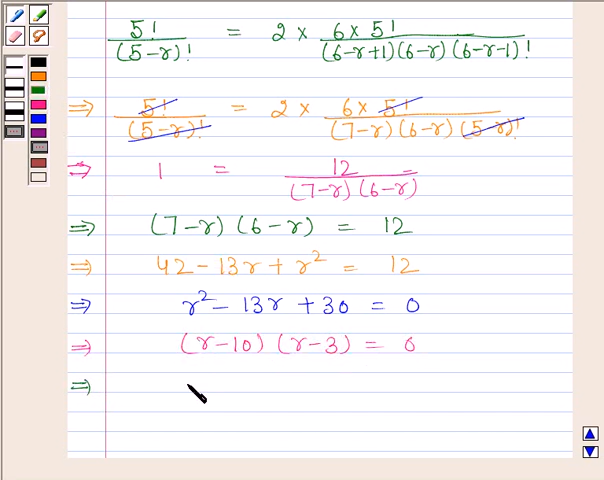 5! / (5-r)! = 2 × 6 × 5! / (6-r+1)(6-r)(6-r-1)!
⇒ 5! / (5-r)! = 2 × 6 × 5! / (7-r)(6-r)(5-r)!
⇒ 1 = 12 / (7-r)(6-r)
⇒ (7-r)(6-r) = 12
⇒ 42 - 13r + r² = 12
⇒ r² - 13r + 30 = 0
⇒ (r-10)(r-3) = 0
⇒